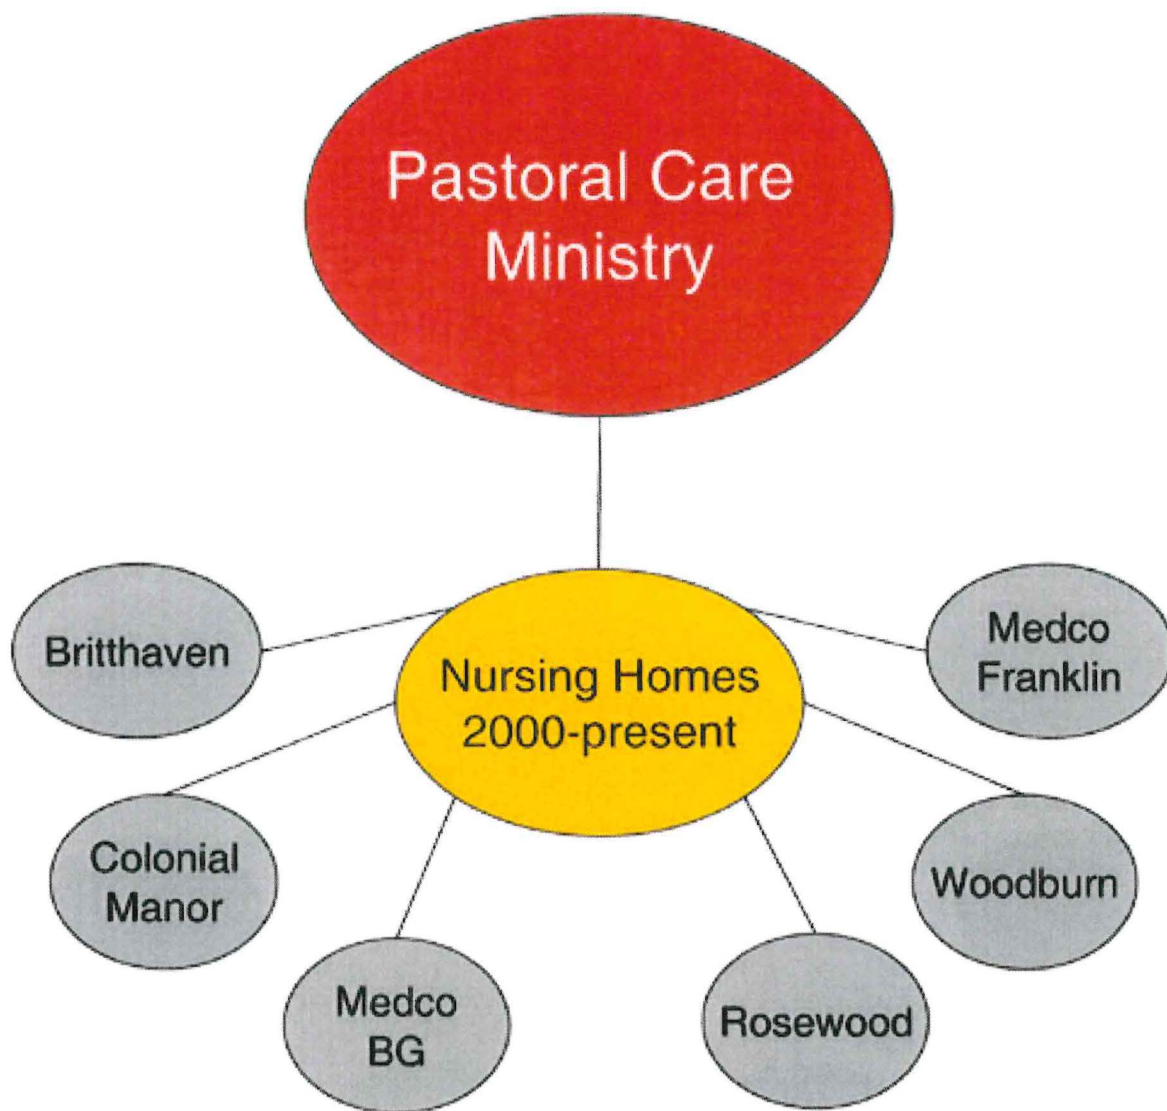 Pastoral Care
Ministry
Nursing Homes
2000-present
Britthaven
Colonial
Manor
Medco
BG
Rosewood
Woodburn
Medco
Franklin